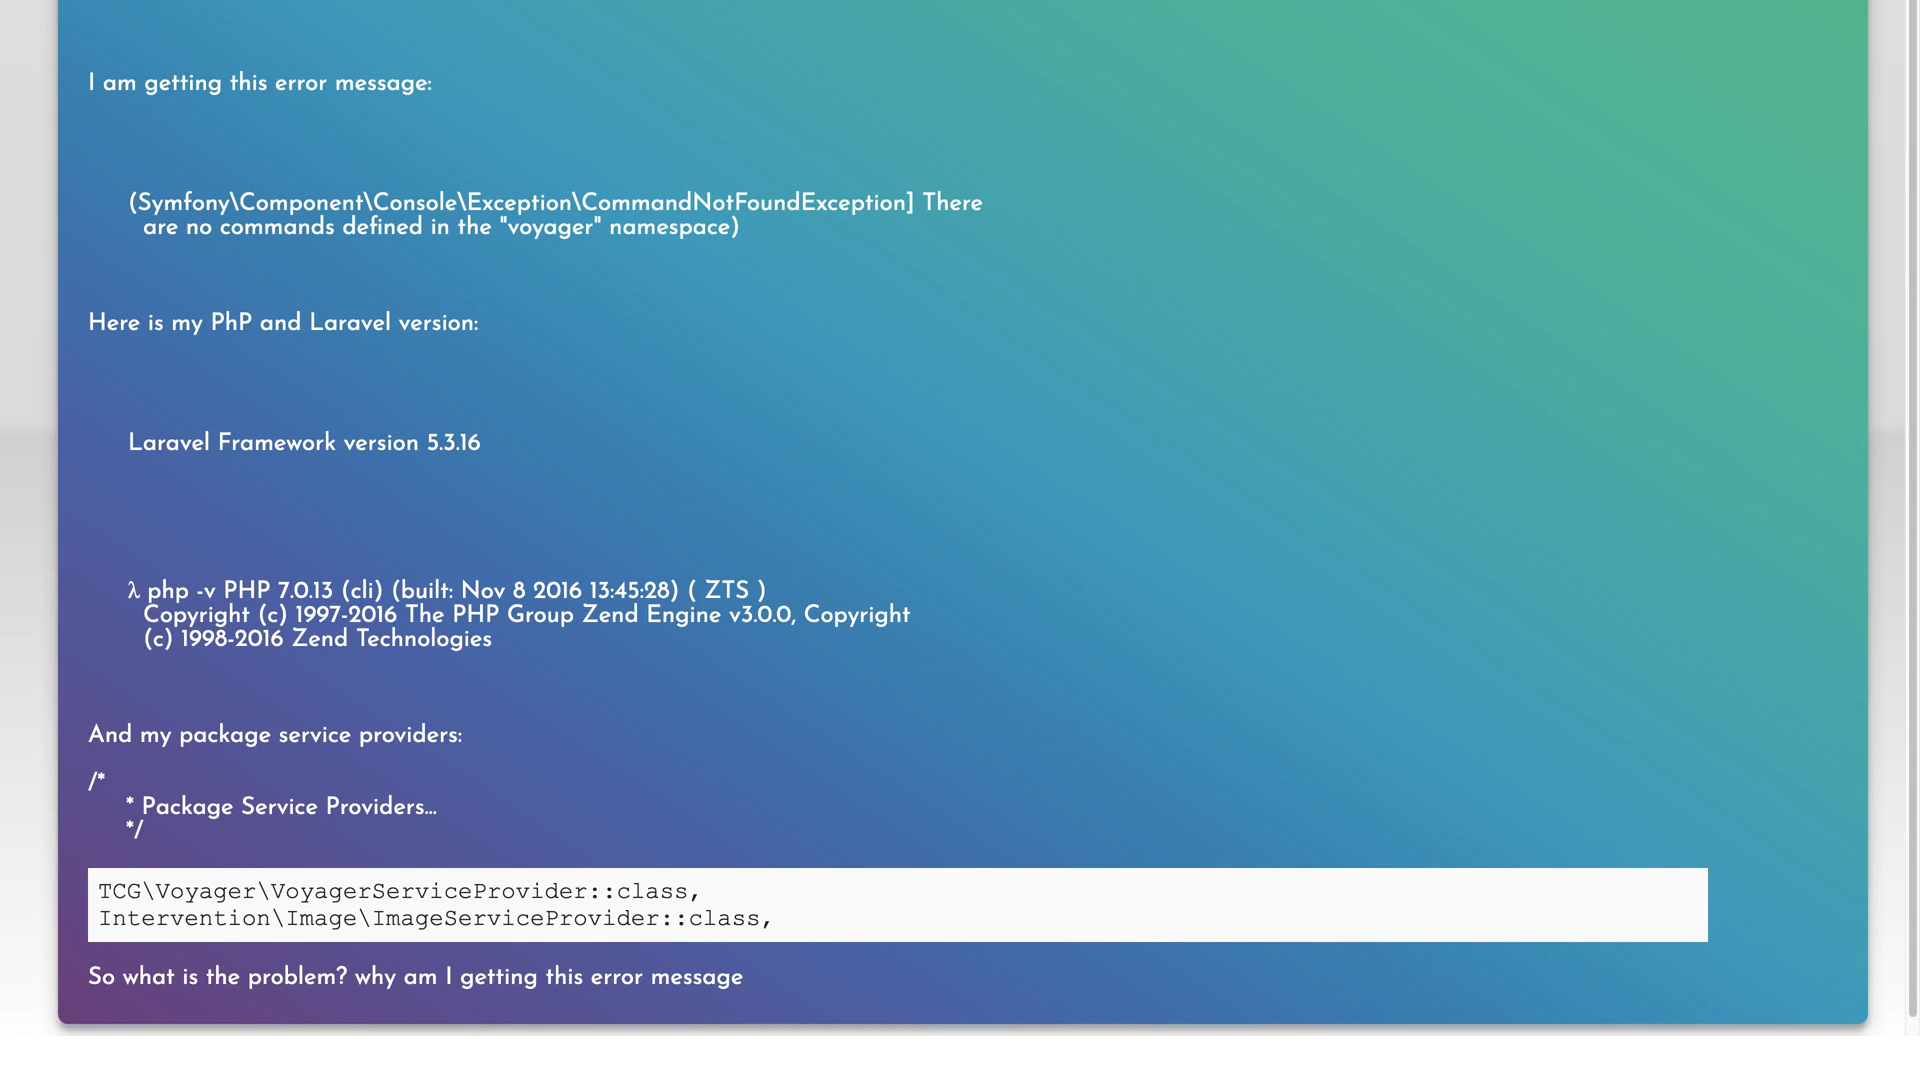 I am getting this error message:
(Symfony\Component\Console\Exception\CommandNotFoundException] There
are no commands defined in the "voyager" namespace)
Here is my PhP and Laravel version:
Laravel Framework version 5.3.16
λ php -v PHP 7.0.13 (cli) (built: Nov 8 2016 13:45:28) ( ZTS )
Copyright (c) 1997-2016 The PHP Group Zend Engine v3.0.0, Copyright
(c) 1998-2016 Zend Technologies
And my package service providers:
/*
* Package Service Providers...
*/
TCG\Voyager\VoyagerServiceProvider::class,
Intervention\Image\ImageServiceProvider::class,
So what is the problem? why am I getting this error message